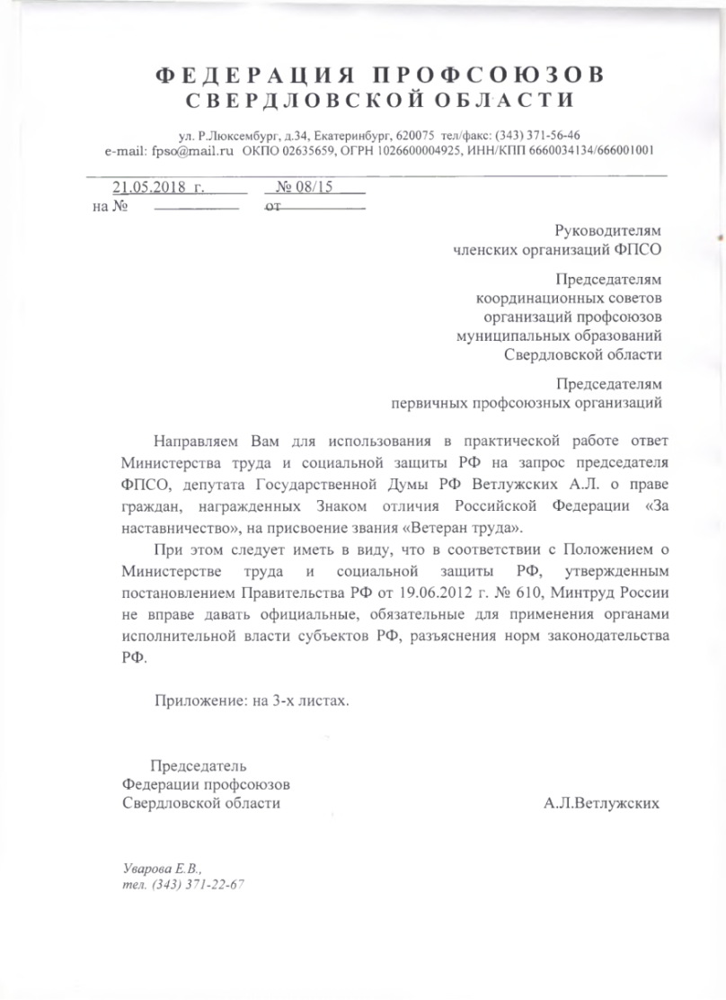 ФЕДЕРАЦИЯ ПРОФСОЮЗОВ
СВЕРДЛОВСКОЙ ОБЛАСТИ
ул. Р.Люксембург, д.34, Екатеринбург, 620075 тел/факс: (343) 371-56-46
e-mail: fpso@mail.ru ОКПО 02635659, ОГРН 1026600004925, ИНН/КПП 6660034134/666001001
21.05.2018 г. № 08/15
на № от
Руководителям
членских организаций ФПСО
Председателям
координационных советов
организаций профсоюзов
муниципальных образований
Свердловской области
Председателям
первичных профсоюзных организаций
Направляем Вам для использования в практической работе ответ
Министерства труда и социальной защиты РФ на запрос председателя
ФПСО, депутата Государственной Думы РФ Ветлужских А.Л. о праве
граждан, награжденных Знаком отличия Российской Федерации «За
наставничество», на присвоение звания «Ветеран труда».
При этом следует иметь в виду, что в соответствии с Положением о
Министерстве труда и социальной защиты РФ, утвержденным
постановлением Правительства РФ от 19.06.2012 г. № 610, Минтруд России
не вправе давать официальные, обязательные для применения органами
исполнительной власти субъектов РФ, разъяснения норм законодательства
РФ.
Приложение: на 3-х листах.
Председатель
Федерации профсоюзов
Свердловской области А.Л.Ветлужских
Уварова Е.В.,
тел. (343) 371-22-67